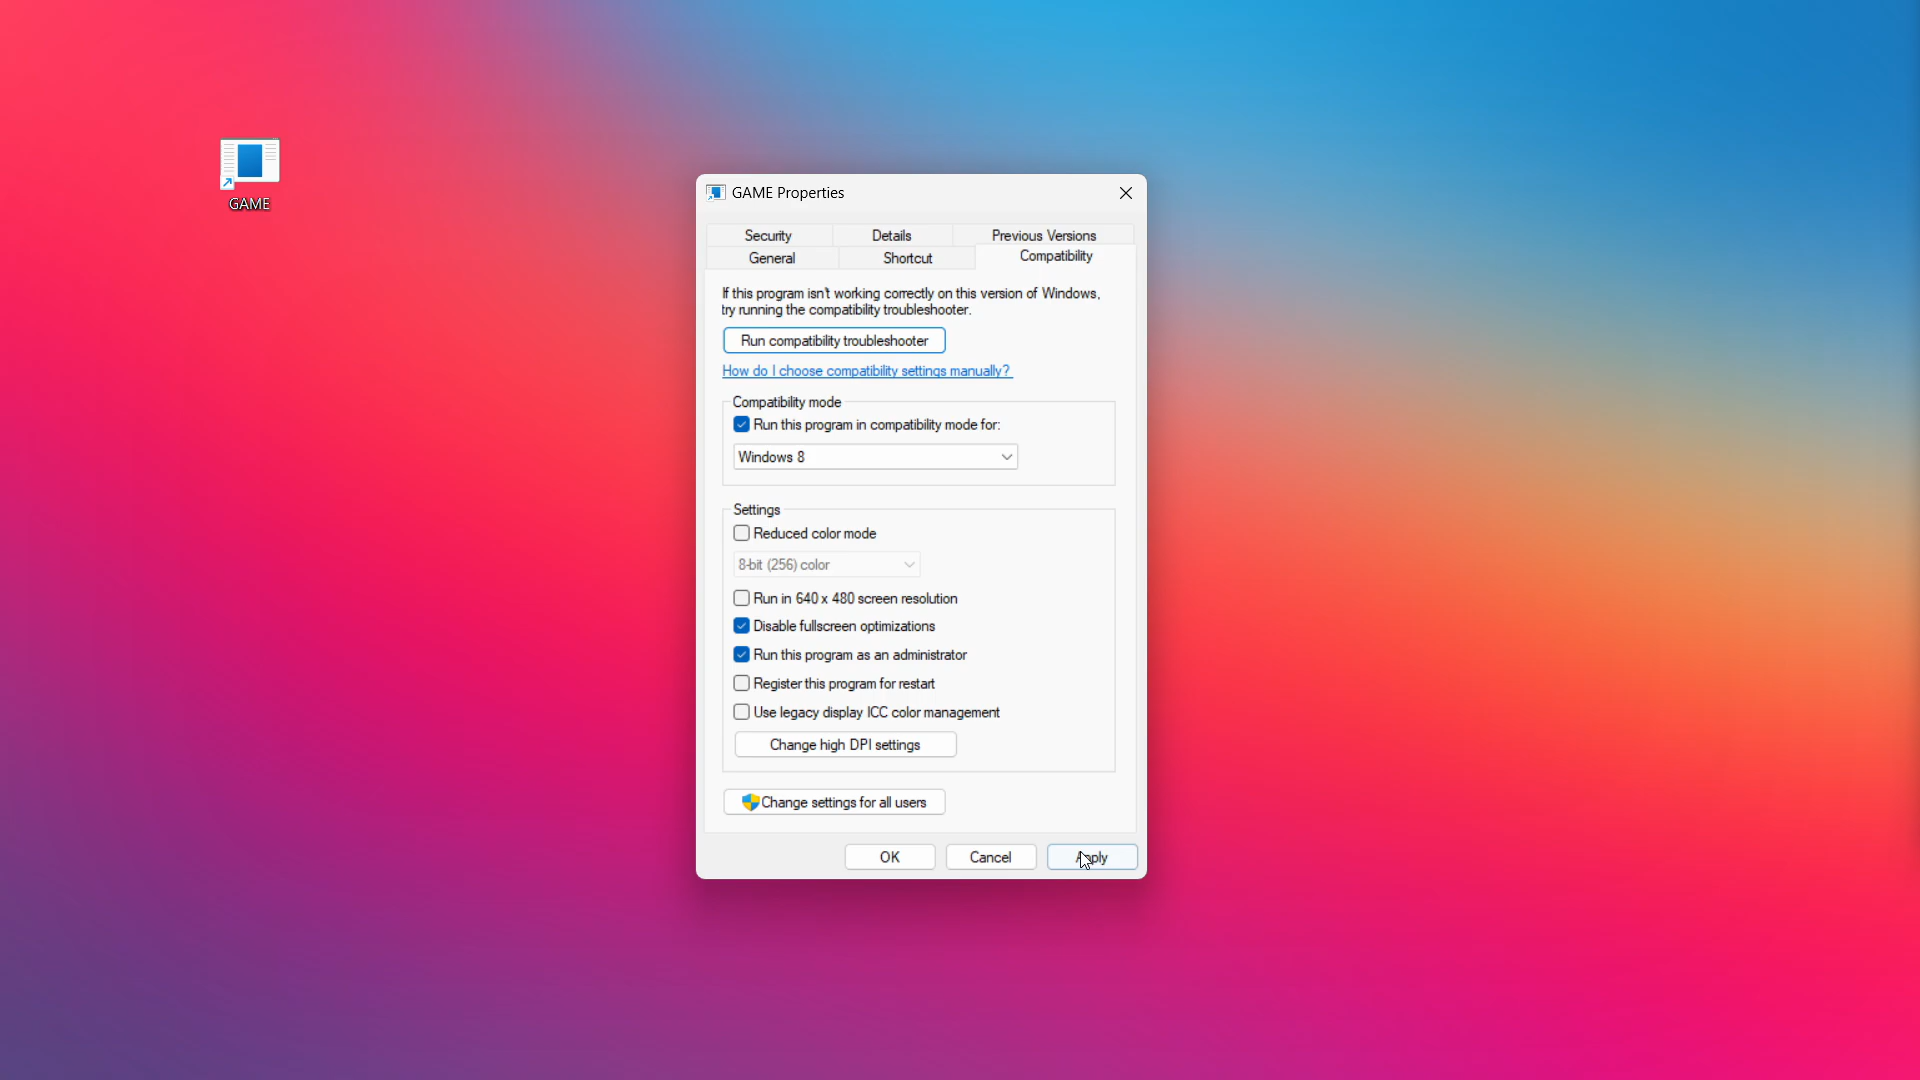 GAME
GAME Properties
Security Details Previous Versions
General Shortcut Compatibility
If this program isn't working correctly on this version of Windows,
try running the compatibility troubleshooter.
Run compatibility troubleshooter
How do I choose compatibility settings manually?
Compatibility mode
Run this program in compatibility mode for:
Windows 8
Settings
Reduced color mode
8-bit (256) color
Run in 640 x 480 screen resolution
Disable fullscreen optimizations
Run this program as an administrator
Register this program for restart
Use legacy display ICC color management
Change high DPI settings
Change settings for all users
OK Cancel Apply